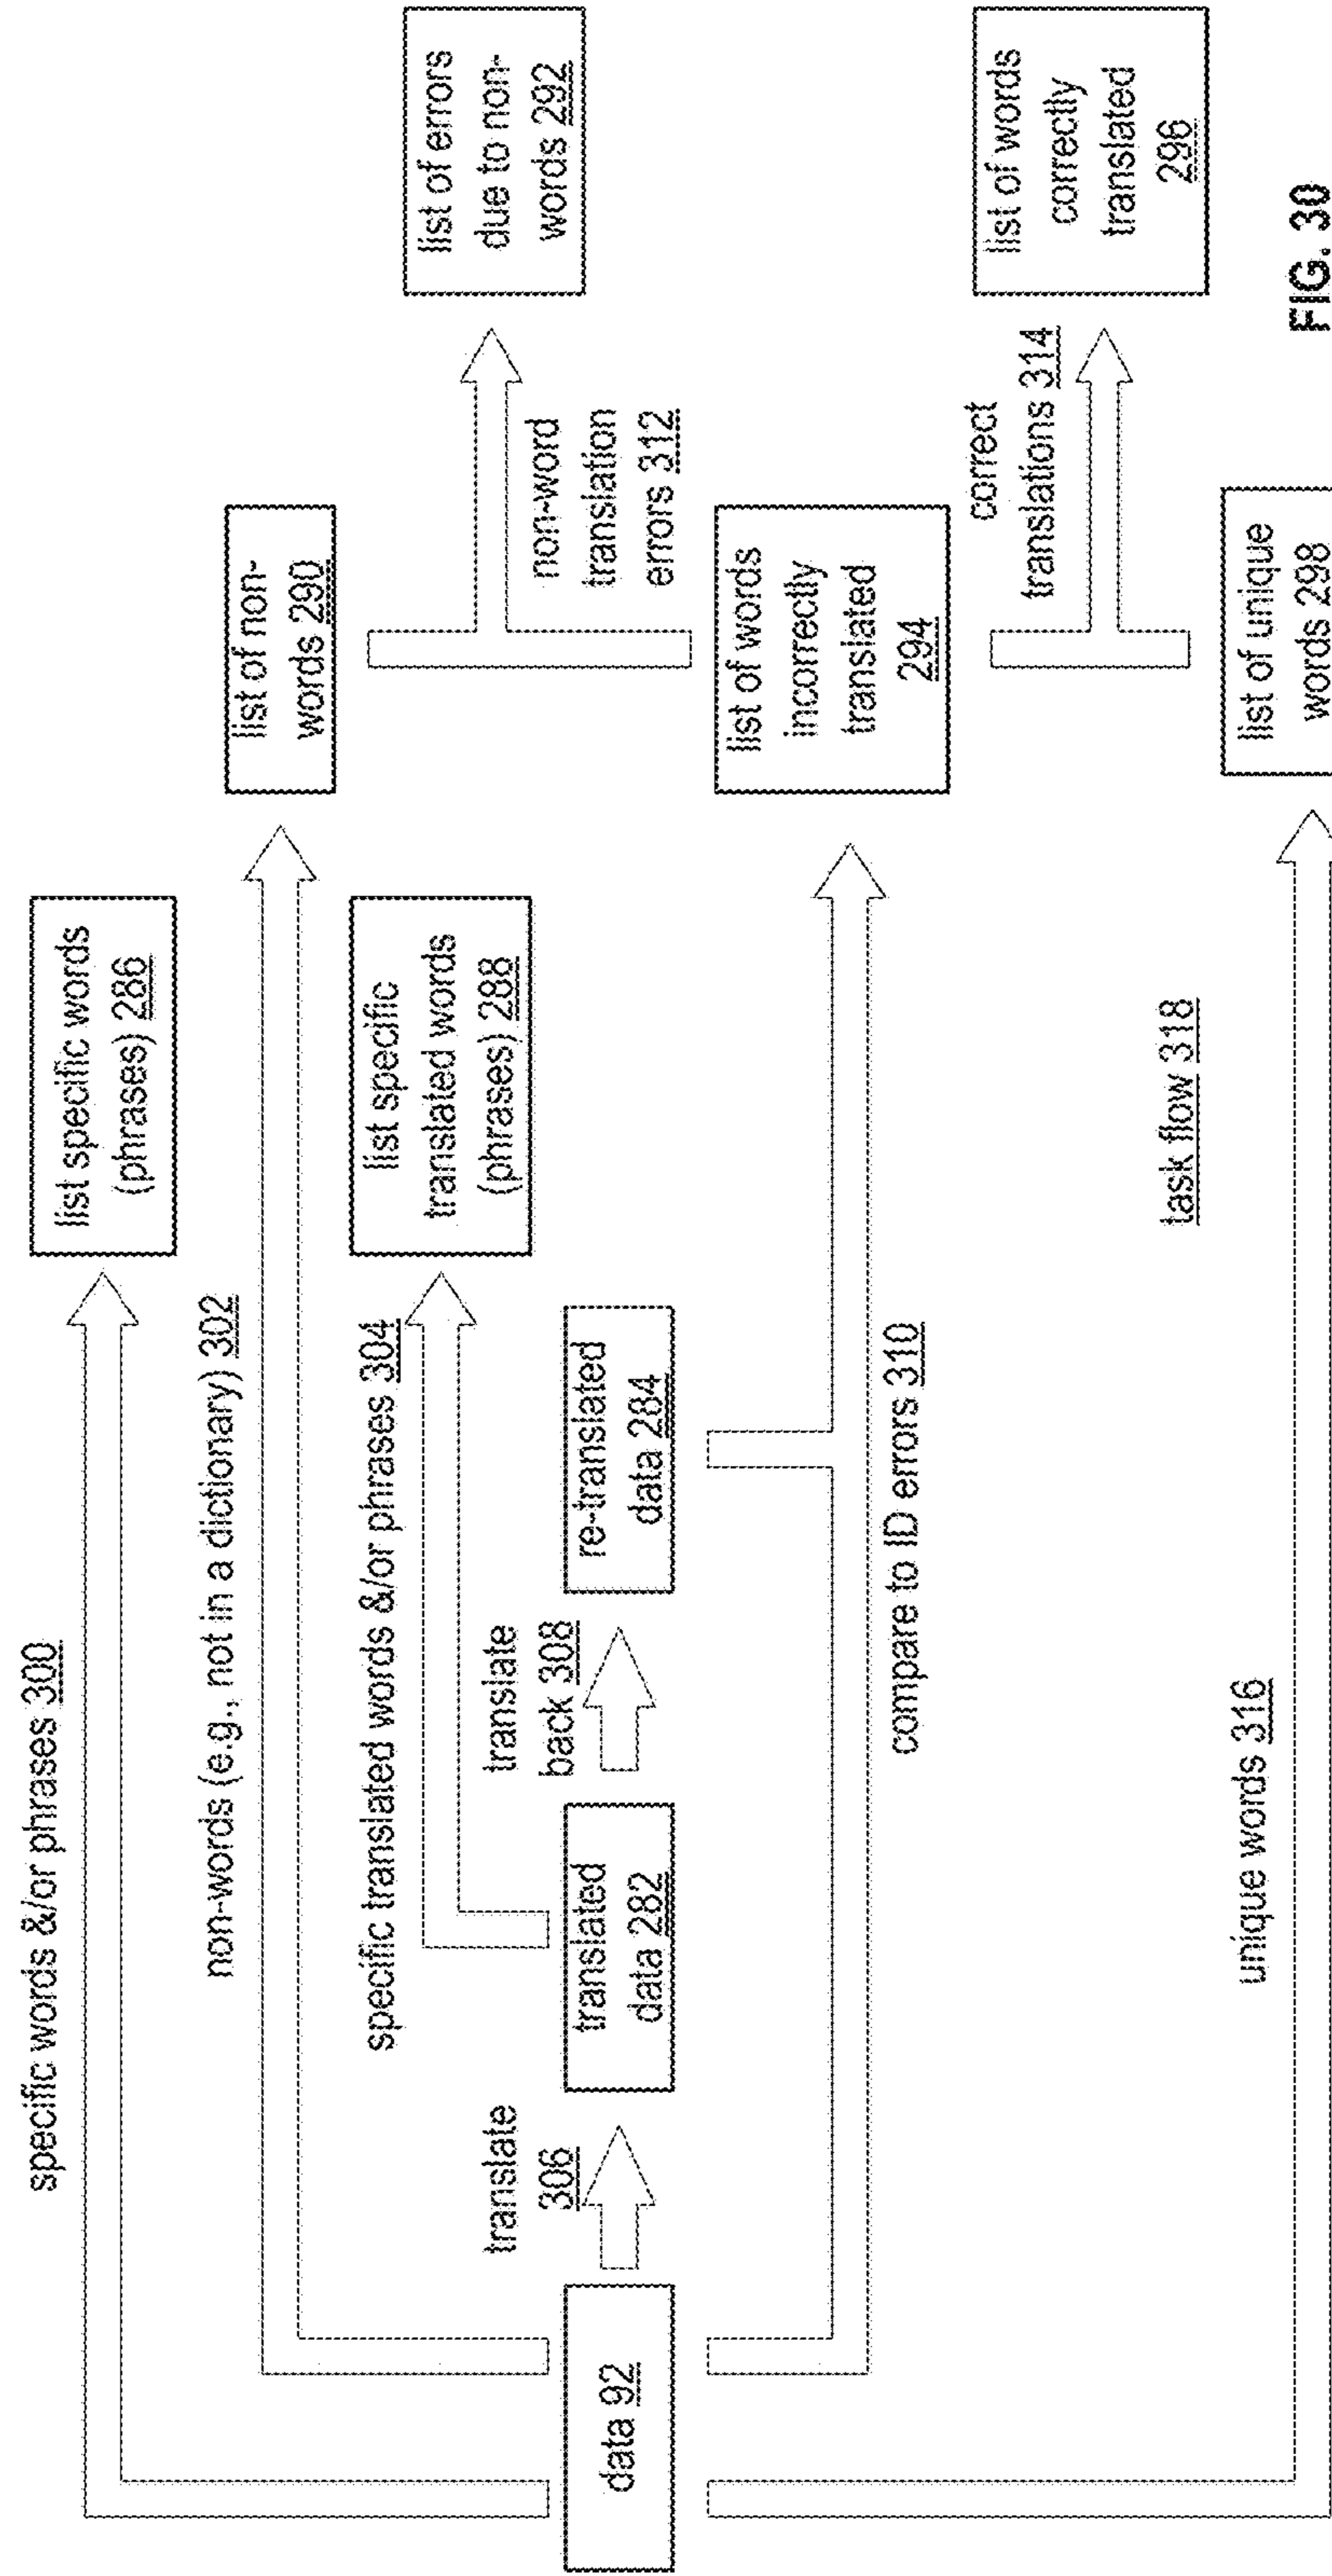 specific words &/or phrases 300
list specific words
(phrases) 286
non-words (e.g., not in a dictionary) 302
list of non-
words 290
list of errors
due to non-
words 292
specific translated words &/or phrases 304
list specific
translated words
(phrases) 288
non-word
translation
errors 312
translate
306
translate
back 308
data 92
translated
data 282
re-translated
data 284
list of words
incorrectly
translated
294
compare to ID errors 310
correct
translations 314
list of words
correctly
translated
296
task flow 318
unique words 316
list of unique
words 298
FIG. 30